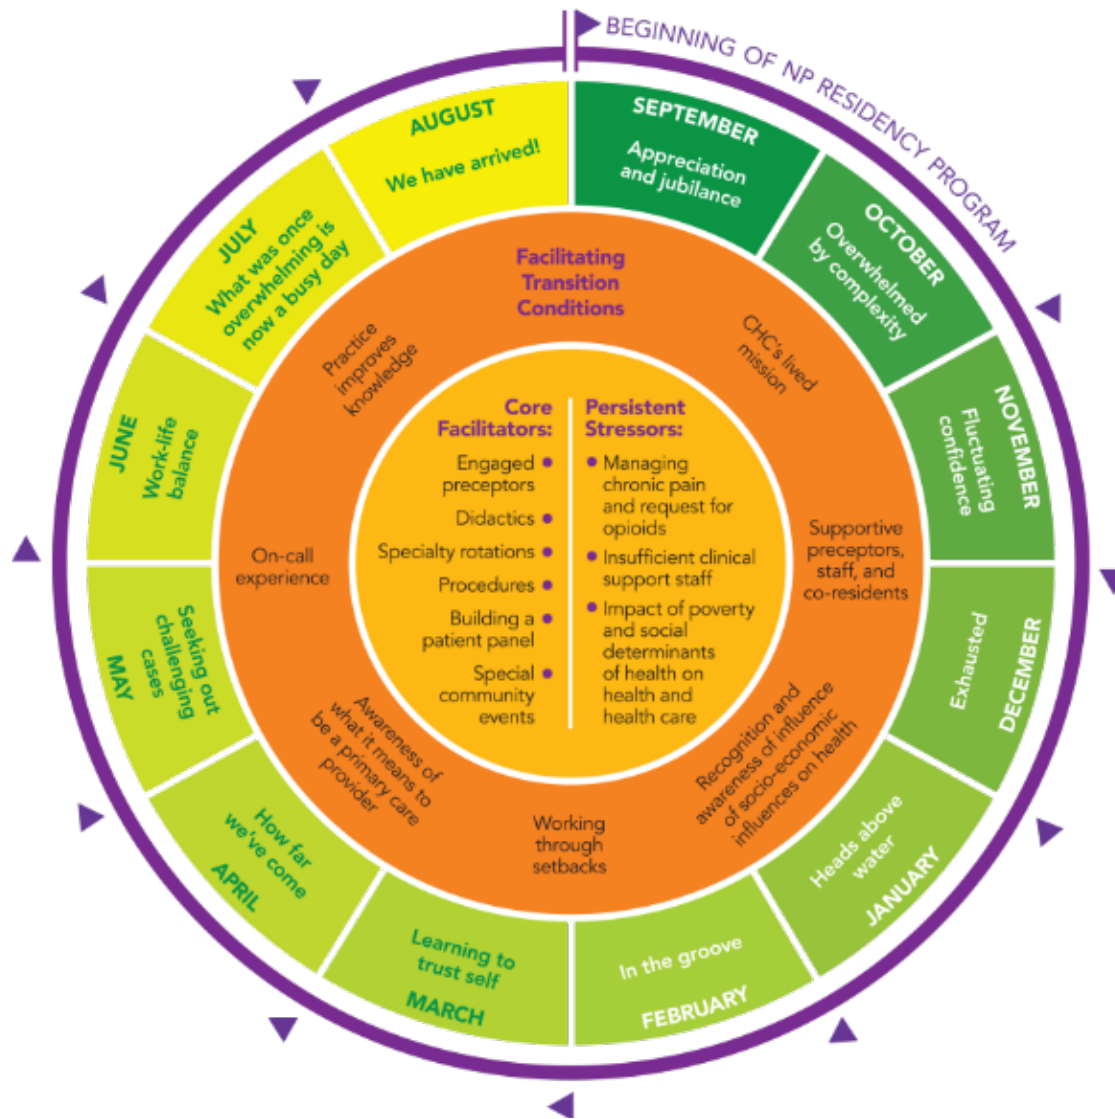 BEGINNING OF NP RESIDENCY PROGRAM
SEPTEMBER
Appreciation
and jubilance
OCTOBER
Overwhelmed
by complexity
NOVEMBER
Fluctuating
confidence
DECEMBER
Exhausted
Heads above
water
JANUARY
In the groove
FEBRUARY
Learning to
trust self
MARCH
How far
we've come
APRIL
Seeking out
challenging
cases
MAY
JUNE
Work-life
balance
JULY
What was once
overwhelming is
now a busy day
AUGUST
We have arrived!
Facilitating
Transition
Conditions
CHC's lived
mission
Supportive
preceptors,
staff, and
co-residents
Recognition and
awareness of influence
of socio-economic
influences on health
Working
through
setbacks
Awareness of
what it means to
be a primary care
provider
On-call
experience
Practice
improves
knowledge
Core
Facilitators:
Engaged
preceptors
Didactics
Specialty rotations
Procedures
Building a
patient panel
Special
community
events
Persistent
Stressors:
Managing
chronic pain
and request for
opioids
Insufficient clinical
support staff
Impact of poverty
and social
determinants
of health on
health and
health care